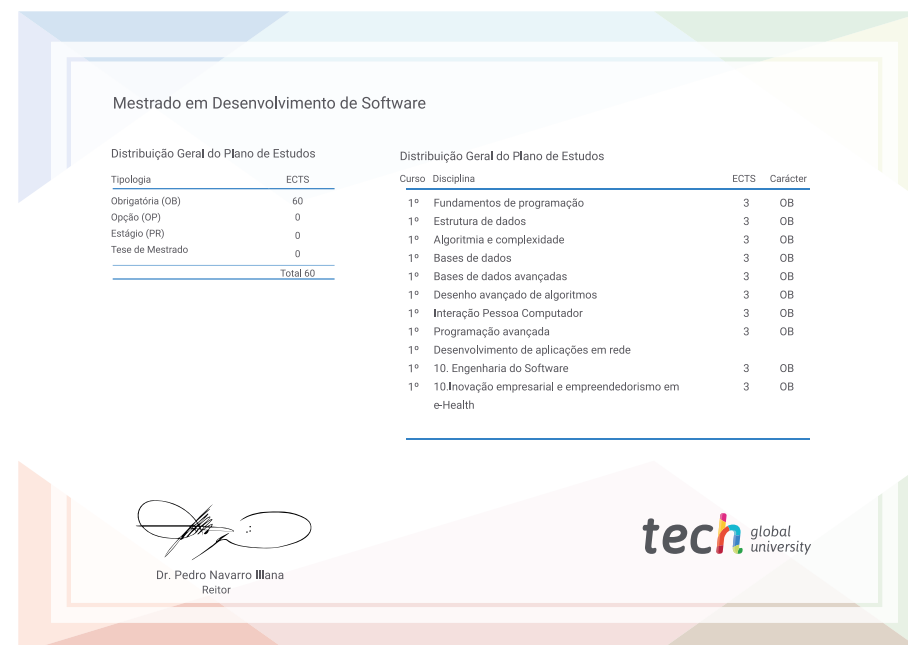 Mestrado em Desenvolvimento de Software
Distribuição Geral do Plano de Estudos
Tipologia ECTS
Obrigatória (OB) 60
Opção (OP) 0
Estágio (PR) 0
Tese de Mestrado 0
Total 60
Distribuição Geral do Plano de Estudos
Curso Disciplina ECTS Carácter
1º Fundamentos de programação 3 OB
1º Estrutura de dados 3 OB
1º Algoritmia e complexidade 3 OB
1º Bases de dados 3 OB
1º Bases de dados avançadas 3 OB
1º Desenho avançado de algoritmos 3 OB
1º Interação Pessoa Computador 3 OB
1º Programação avançada 3 OB
1º Desenvolvimento de aplicações em rede
1º 10. Engenharia do Software 3 OB
1º 10.Inovação empresarial e empreendedorismo em 3 OB
e-Health
Dr. Pedro Navarro Illana
Reitor
tech global
university